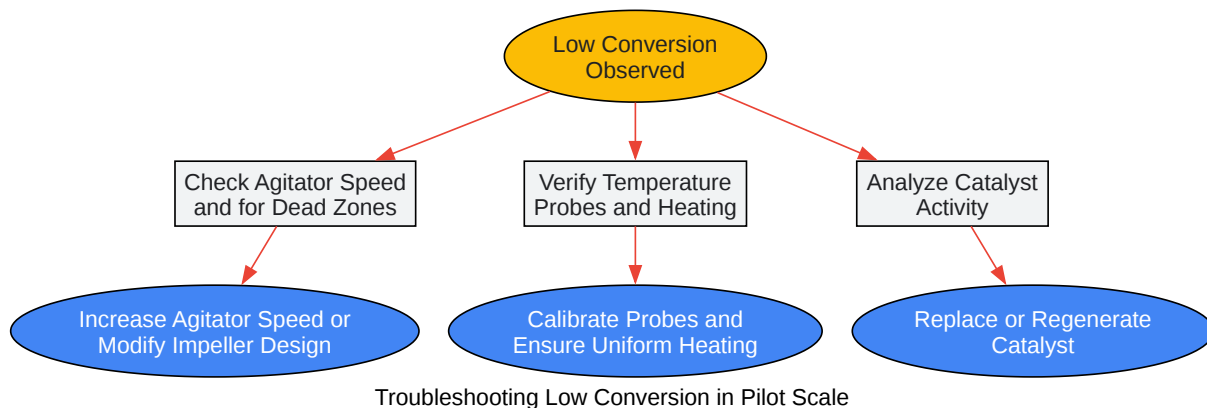 Low Conversion
Observed
Check Agitator Speed
and for Dead Zones
Verify Temperature
Probes and Heating
Analyze Catalyst
Activity
Increase Agitator Speed or
Modify Impeller Design
Calibrate Probes and
Ensure Uniform Heating
Replace or Regenerate
Catalyst
Troubleshooting Low Conversion in Pilot Scale